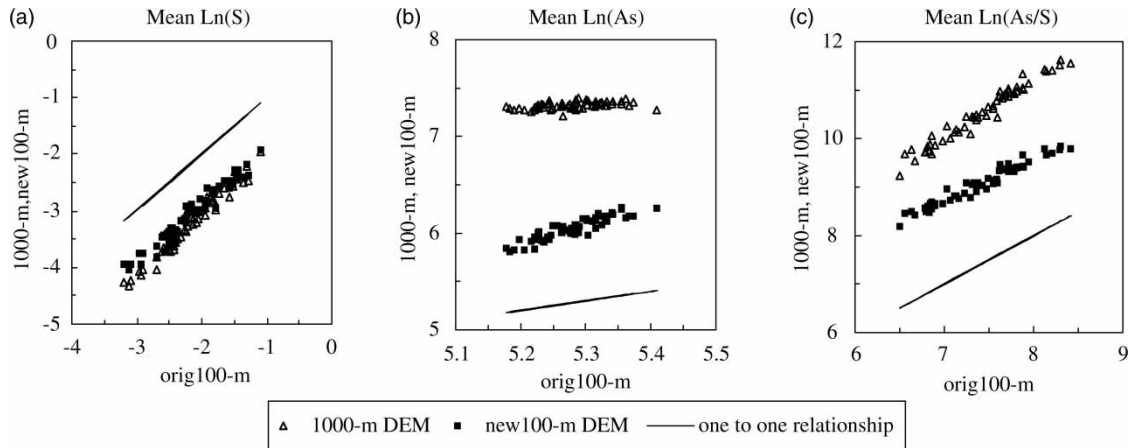 (a) Mean Ln(S)
(b) Mean Ln(As)
(c) Mean Ln(As/S)
1000-m,new100-m
0
-1
-2
-3
-4
-5
-4 -3 -2 -1 0
orig100-m
1000-m, new100-m
8
7
6
5
5.1 5.2 5.3 5.4 5.5
orig100-m
1000-m, new100-m
12
10
8
6
6 7 8 9
orig100-m
1000-m DEM new100-m DEM one to one relationship